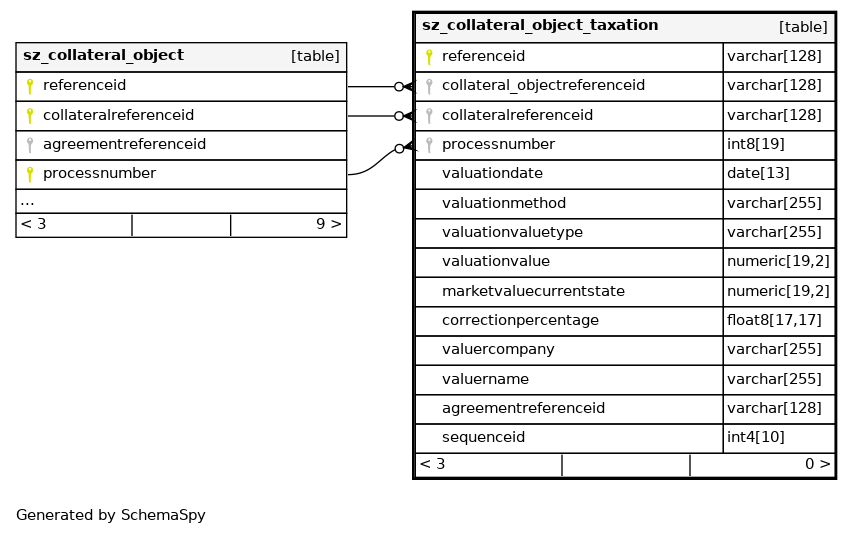 sz_collateral_object [table]
referenceid
collateralreferenceid
agreementreferenceid
processnumber
...
< 3 9 >
sz_collateral_object_taxation [table]
referenceid varchar[128]
collateral_objectreferenceid varchar[128]
collateralreferenceid varchar[128]
processnumber int8[19]
valuationdate date[13]
valuationmethod varchar[255]
valuationvaluetype varchar[255]
valuationvalue numeric[19,2]
marketvaluecurrentstate numeric[19,2]
correctionpercentage float8[17,17]
valuercompany varchar[255]
valuername varchar[255]
agreementreferenceid varchar[128]
sequenceid int4[10]
< 3 0 >
Generated by SchemaSpy